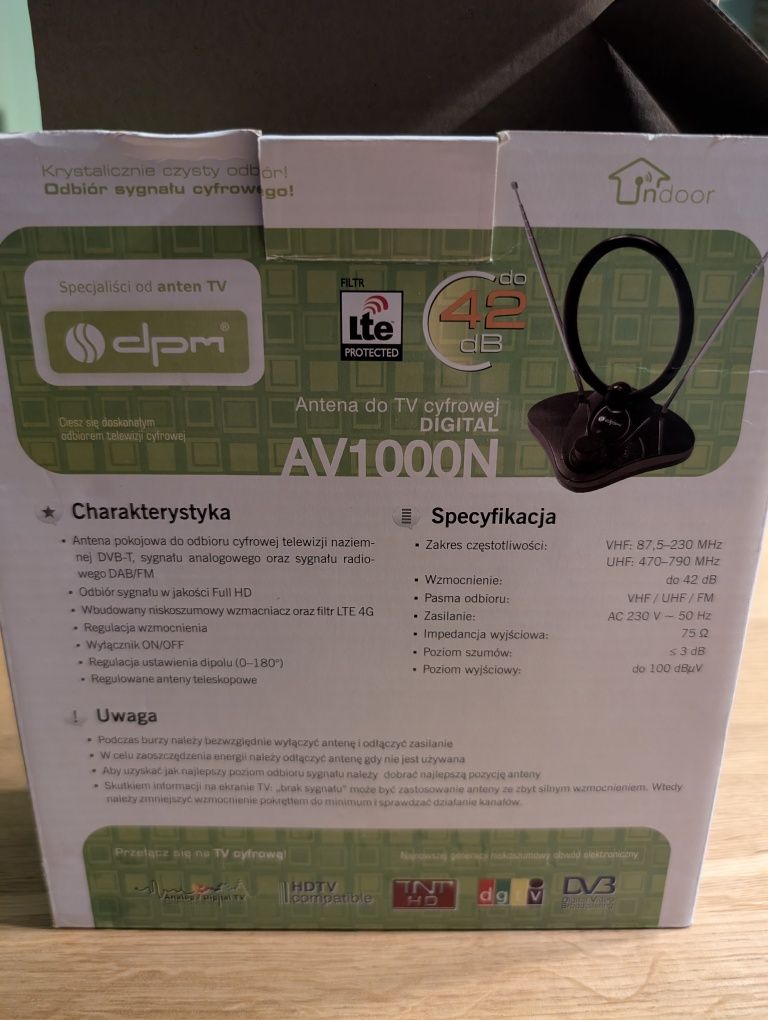 Krystalicznie czysty odbiór!
Odbiór sygnału cyfrowego!
indoor
Specjaliści od anten TV
dpm®
FILTR
Lte
PROTECTED
do
42
dB
Ciesz się doskonałym
odbiorem telewizji cyfrowej
Antena do TV cyfrowej
DIGITAL
AV1000N
dpm
Charakterystyka
• Antena pokojowa do odbioru cyfrowej telewizji naziem-
nej DVB-T, sygnału analogowego oraz sygnału radio-
wego DAB/FM
• Odbiór sygnału w jakości Full HD
• Wbudowany niskoszumowy wzmacniacz oraz filtr LTE 4G
• Regulacja wzmocnienia
• Wyłącznik ON/OFF
• Regulacja ustawienia dipolu (0–180°)
• Regulowane anteny teleskopowe
Specyfikacja
• Zakres częstotliwości: VHF: 87,5–230 MHz
UHF: 470–790 MHz
• Wzmocnienie: do 42 dB
• Pasma odbioru: VHF / UHF / FM
• Zasilanie: AC 230 V ~ 50 Hz
• Impedancja wyjściowa: 75 Ω
• Poziom szumów: ≤ 3 dB
• Poziom wyjściowy: do 100 dBµV
! Uwaga
• Podczas burzy należy bezwzględnie wyłączyć antenę i odłączyć zasilanie
• W celu zaoszczędzenia energii należy odłączyć antenę gdy nie jest używana
• Aby uzyskać jak najlepszy poziom odbioru sygnału należy dobrać najlepszą pozycję anteny
• Skutkiem informacji na ekranie TV: „brak sygnału” może być zastosowanie anteny ze zbyt silnym wzmocnieniem. Wtedy
należy zmniejszyć wzmocnienie pokrętłem do minimum i sprawdzać działanie kanałów.
Przełącz się na TV cyfrową!
Najnowszej generacji niskoszumowy obwód elektroniczny
Analog / Digital TV
HDTV
compatible
TNT
HD
dgtv
DVB
Digital Video
Broadcasting